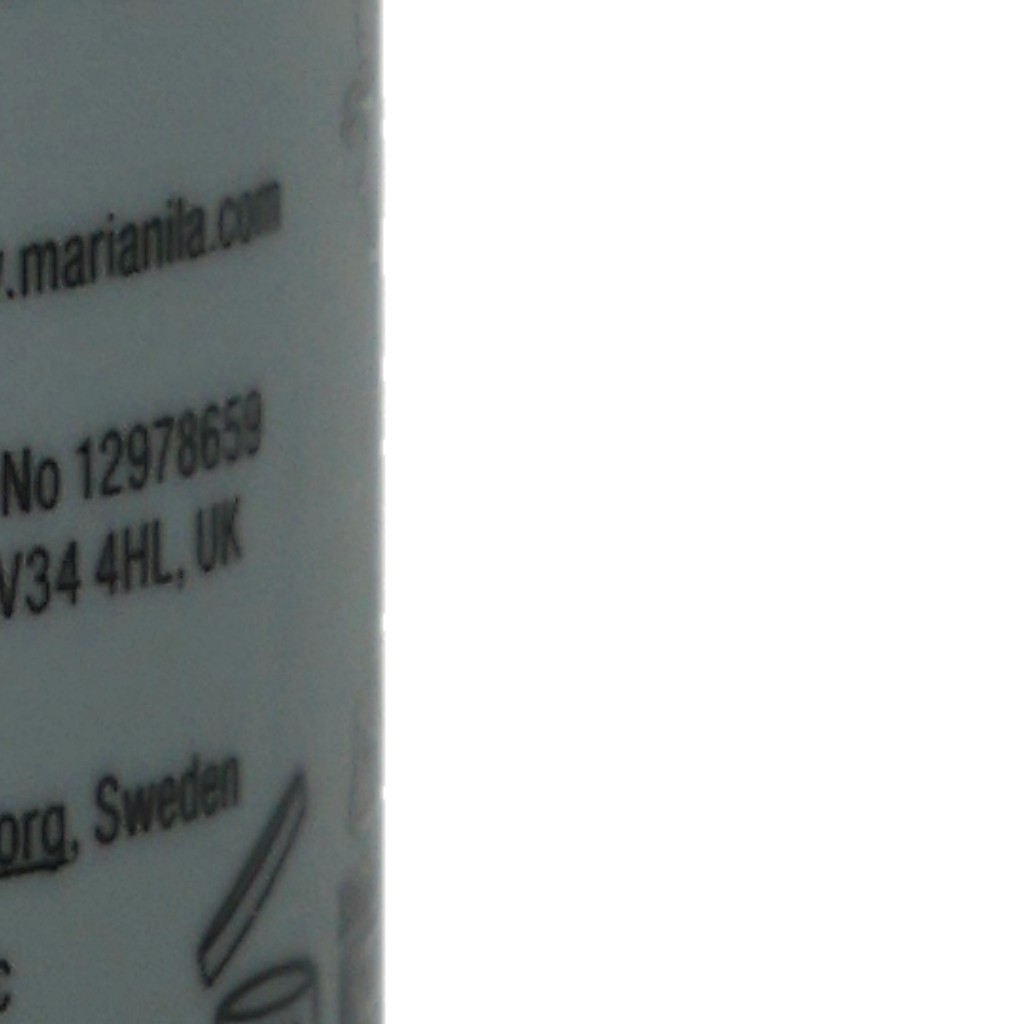 .marianila.com
No 12978659
V34 4HL, UK
org, Sweden
c